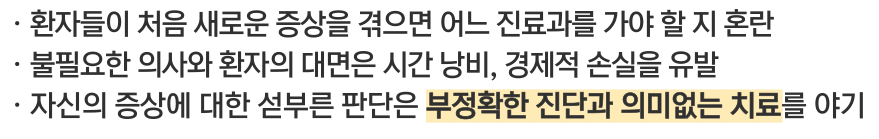 · 환자들이 처음 새로운 증상을 겪으면 어느 진료과를 가야 할 지 혼란
· 불필요한 의사와 환자의 대면은 시간 낭비, 경제적 손실을 유발
· 자신의 증상에 대한 섣부른 판단은 부정확한 진단과 의미없는 치료를 야기